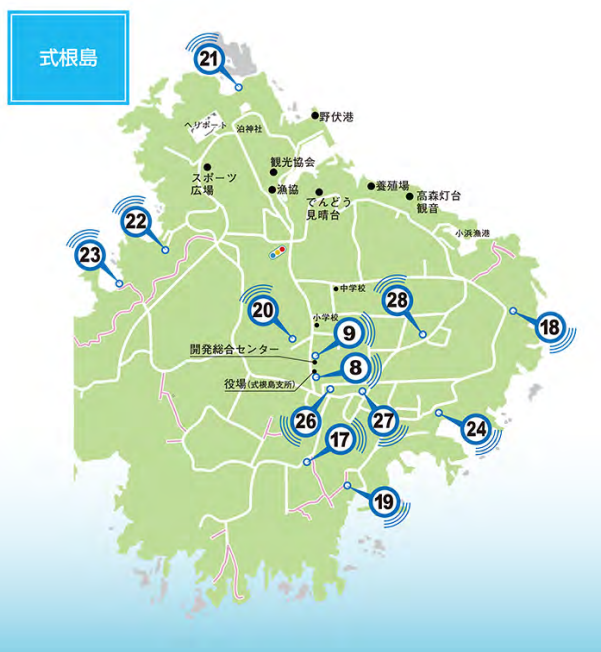 式根島
21
野伏港
ヘリポート
泊神社
観光協会
スポーツ
広場
漁協
でんどう
見晴台
養殖場
高森灯台
観音
22
23
小浜漁港
中学校
28
20
小学校
18
9
開発総合センター
8
役場(式根島支所)
26
27
24
17
19